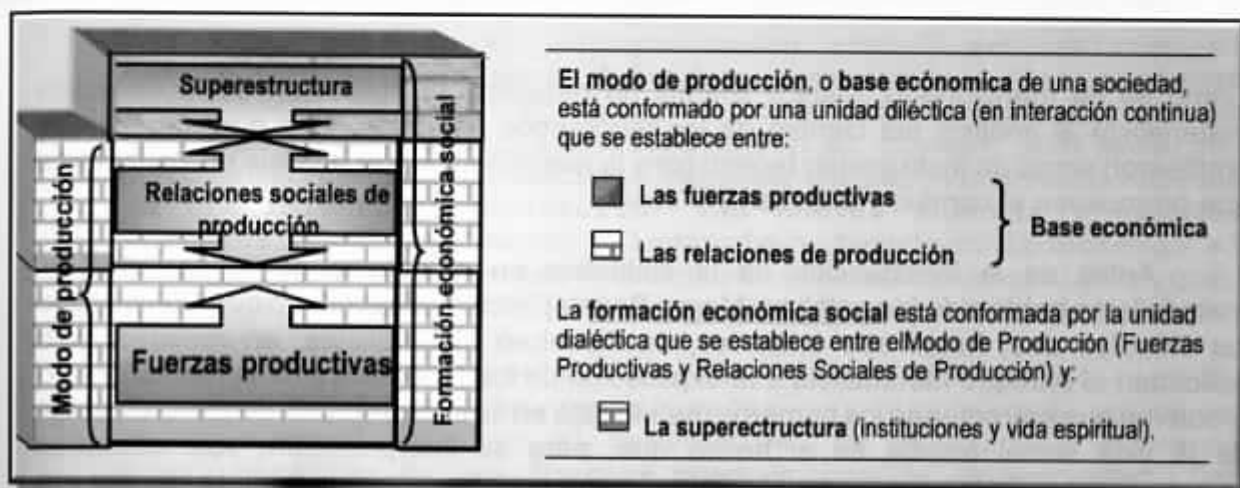 Superestructura
Relaciones sociales de
producción
Fuerzas productivas
Modo de producción
Formación económica social
El modo de producción, o base ecónomica de una sociedad,
está conformado por una unidad diléctica (en interacción continua)
que se establece entre:
Las fuerzas productivas
Las relaciones de producción
Base económica
La formación económica social está conformada por la unidad
dialéctica que se establece entre elModo de Producción (Fuerzas
Productivas y Relaciones Sociales de Producción) y:
La superectructura (instituciones y vida espiritual).